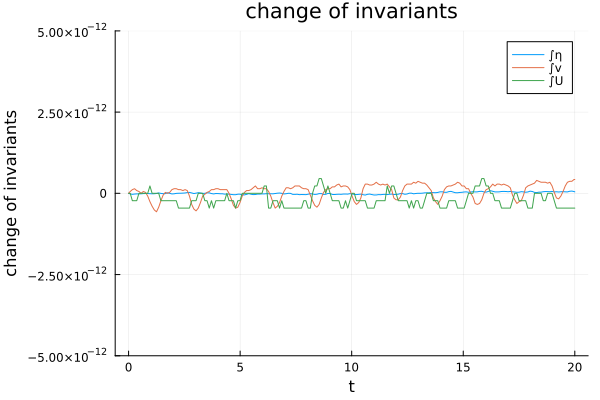 change of invariants
change of invariants
5.00×10⁻¹²
2.50×10⁻¹²
0
−2.50×10⁻¹²
−5.00×10⁻¹²
∫η
∫v
∫U
0 5 10 15 20
t